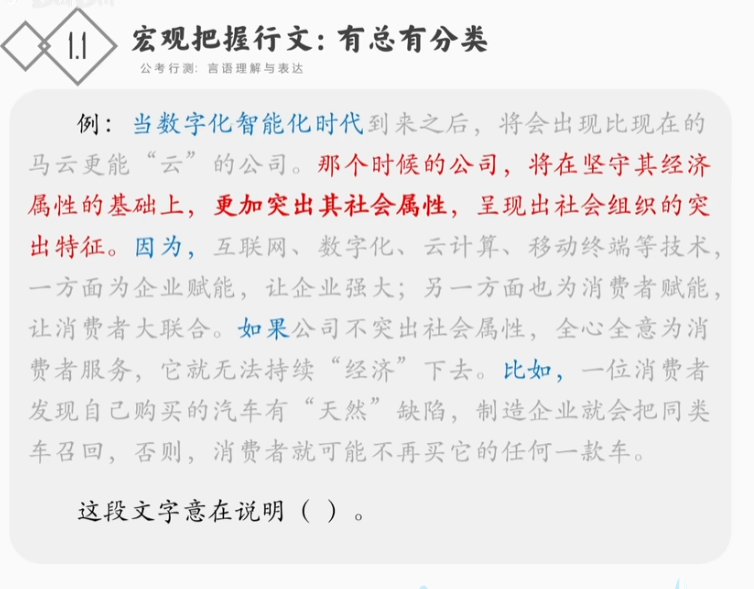 1.1
宏观把握行文：有总有分类
公考行测：言语理解与表达
例：当数字化智能化时代到来之后，将会出现比现在的
马云更能“云”的公司。那个时候的公司，将在坚守其经济
属性的基础上，更加突出其社会属性，呈现出社会组织的突
出特征。因为，互联网、数字化、云计算、移动终端等技术，
一方面为企业赋能，让企业强大；另一方面也为消费者赋能，
让消费者大联合。如果公司不突出社会属性，全心全意为消
费者服务，它就无法持续“经济”下去。比如，一位消费者
发现自己购买的汽车有“天然”缺陷，制造企业就会把同类
车召回，否则，消费者就可能不再买它的任何一款车。
这段文字意在说明（ ）。